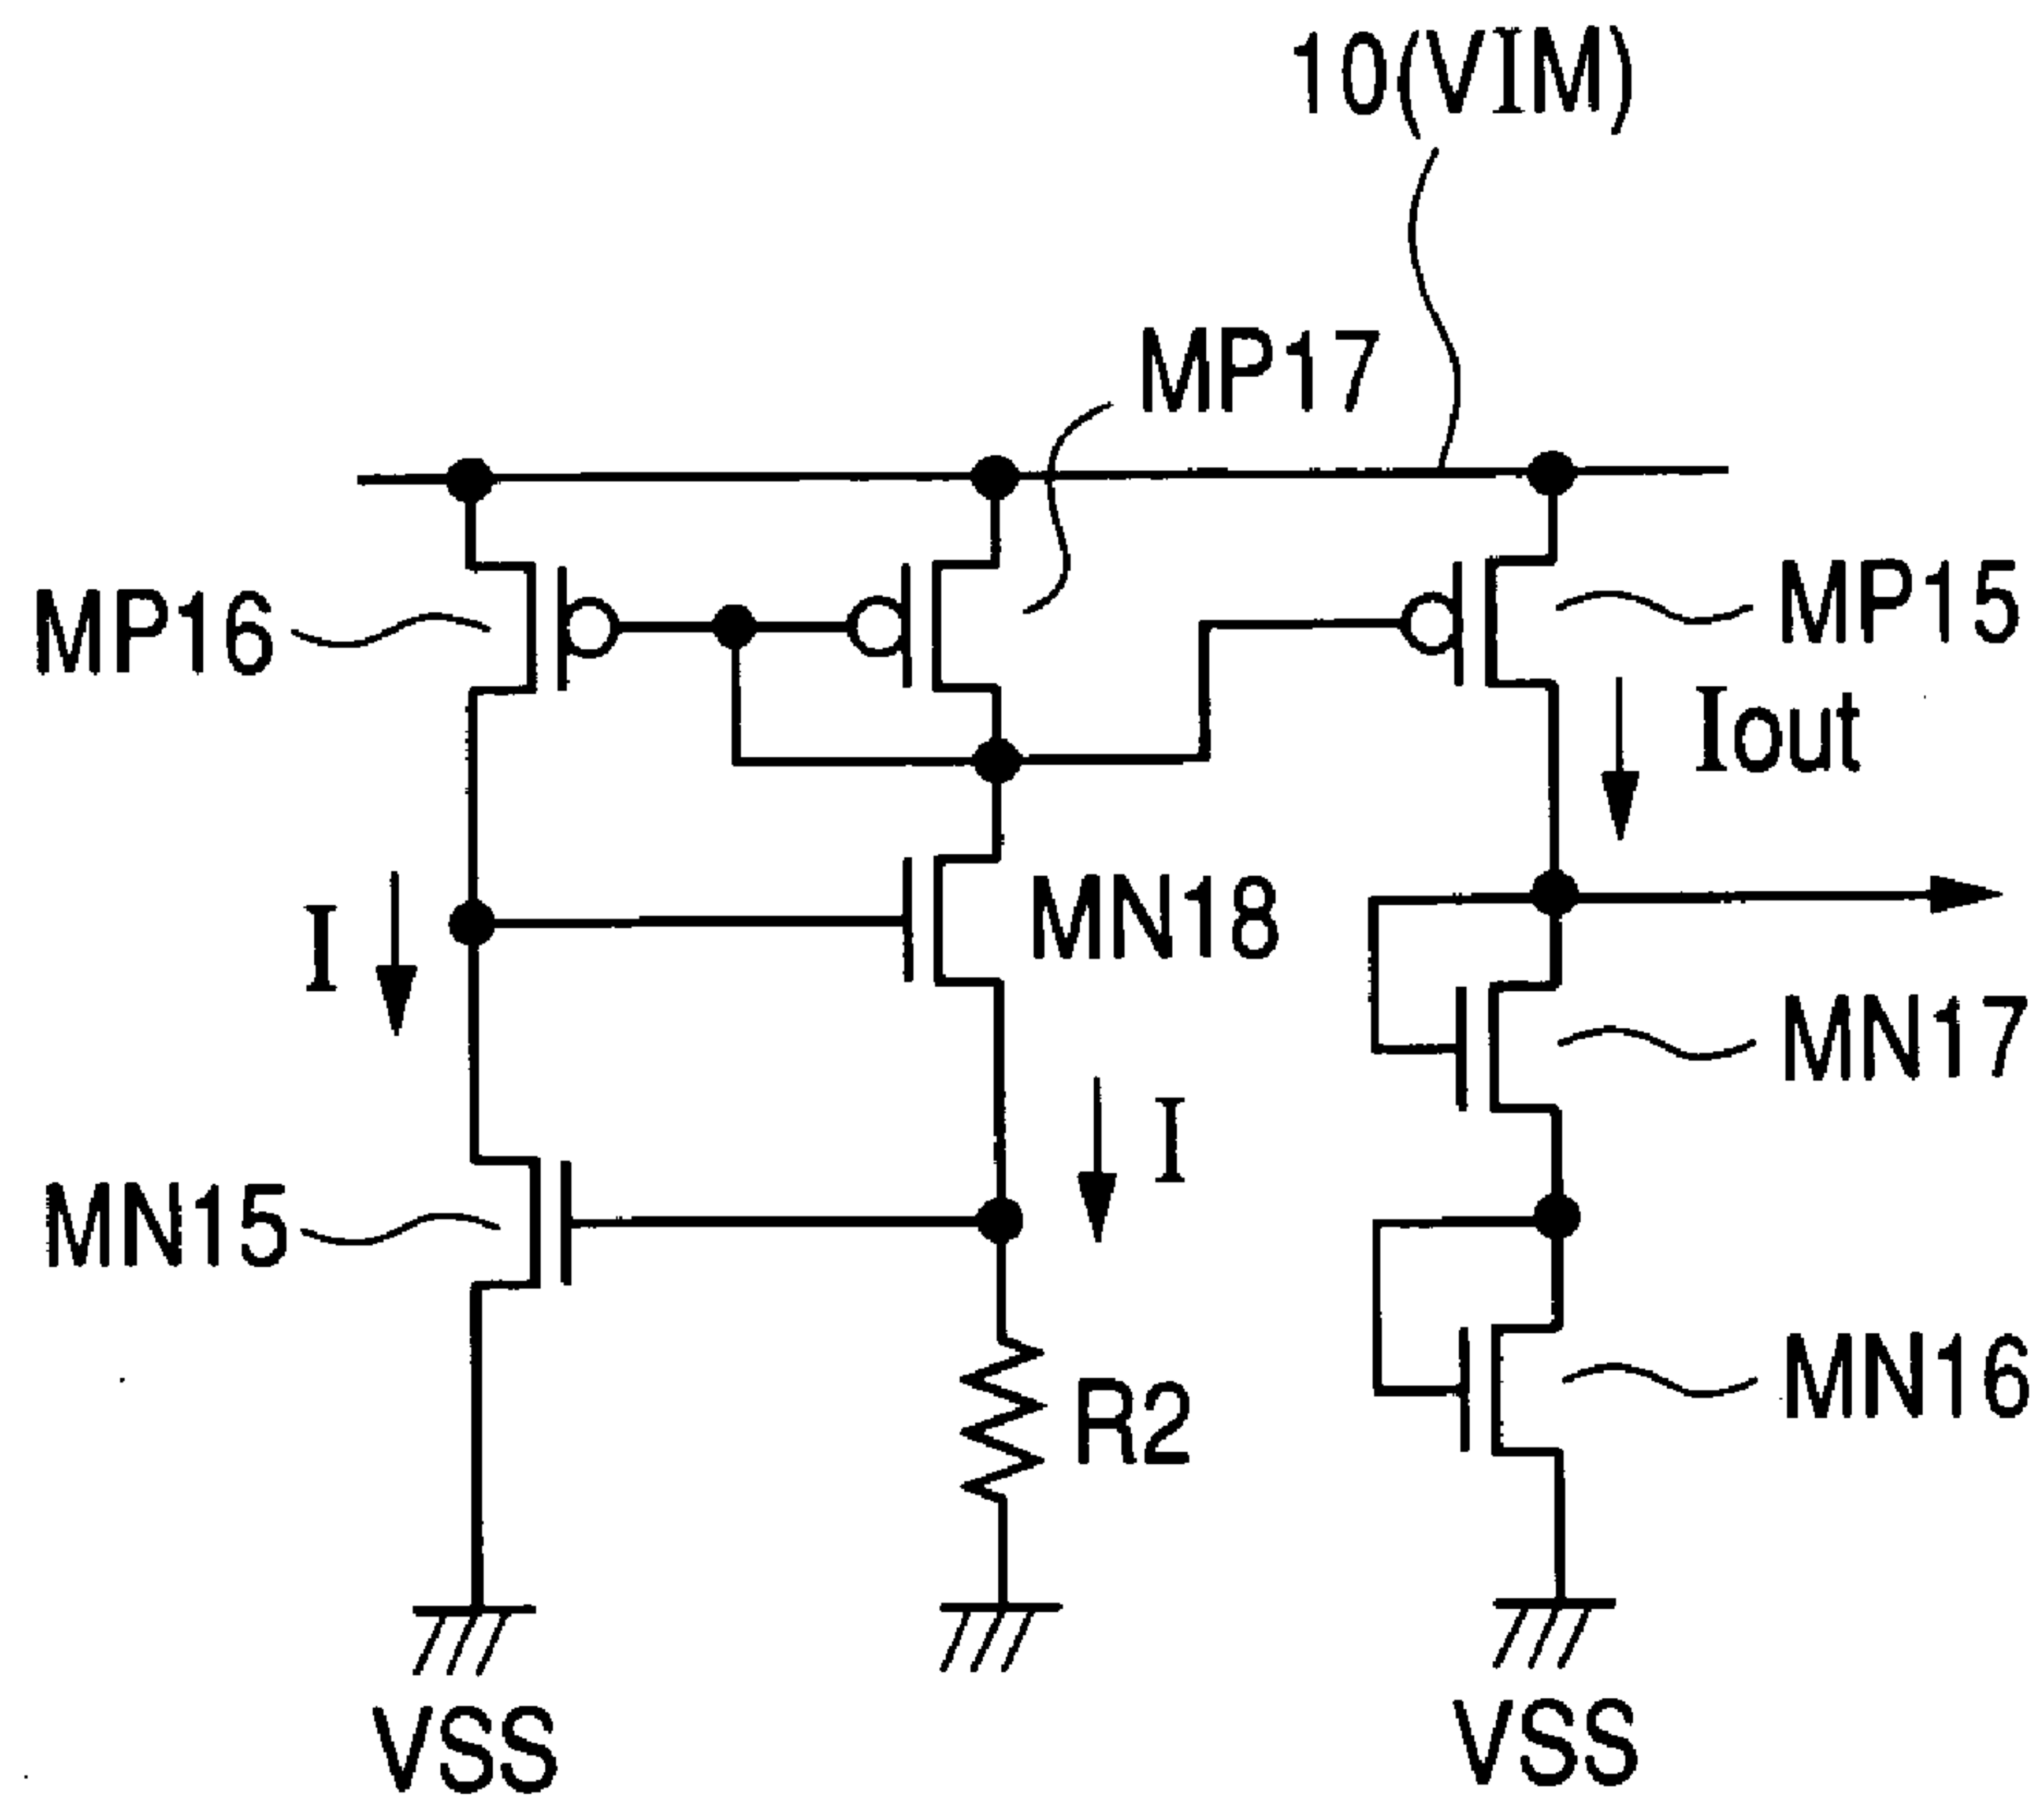 10(VIM)
MP17
MP16
MP15
Iout
I
MN18
MN17
I
MN15
MN16
R2
VSS
VSS